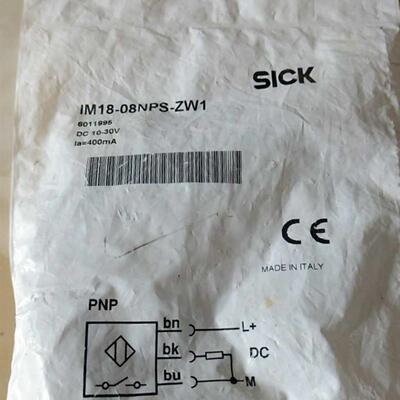 SICK
IM18-08NPS-ZW1
6011995
DC 10-30V
Ia=400mA
CE
MADE IN ITALY
PNP
bn L+
bk DC
bu M